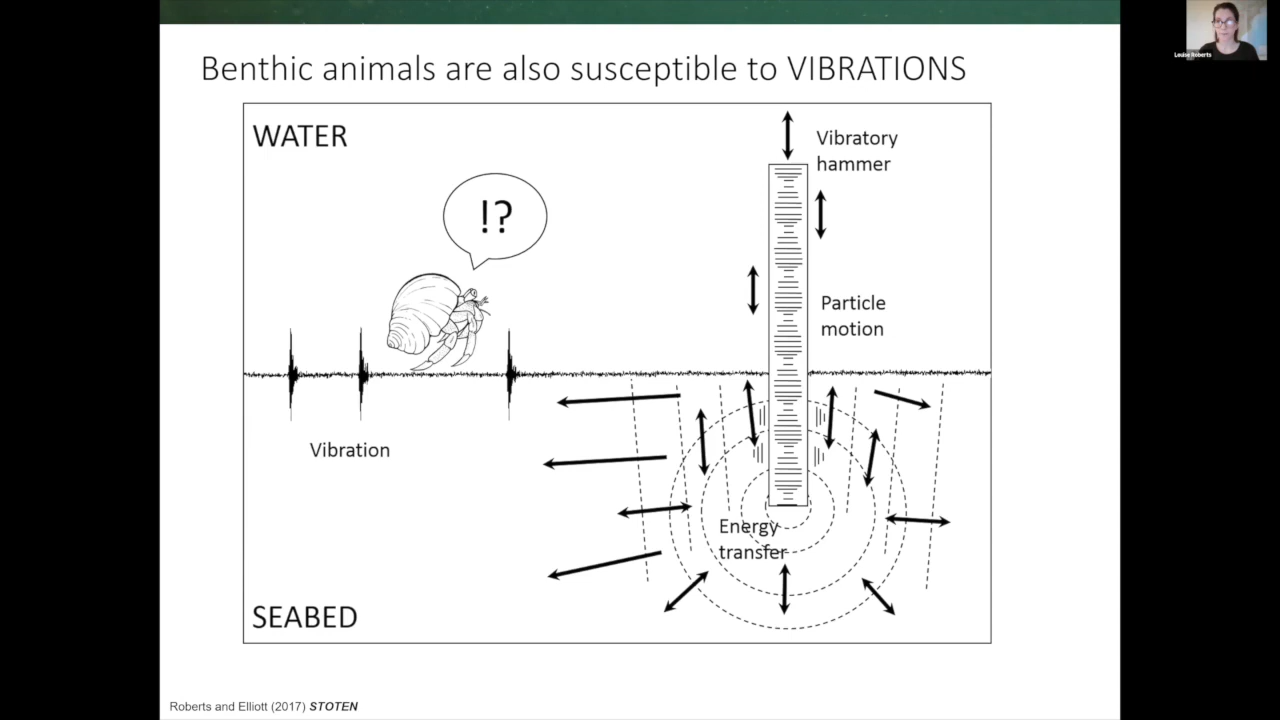 Benthic animals are also susceptible to VIBRATIONS
WATER
!?
Vibratory
hammer
Particle
motion
Vibration
Energy
transfer
SEABED
Roberts and Elliott (2017) STOTEN
Louise Roberts